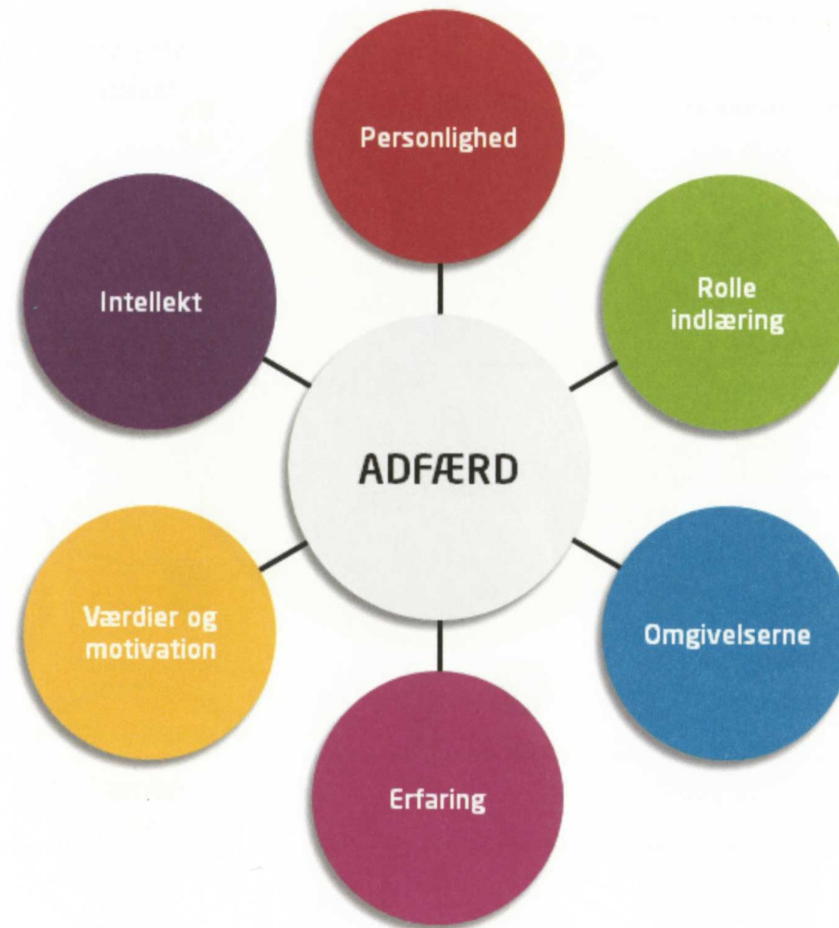 Personlighed
Intellekt
Rolle
indlæring
ADFÆRD
Værdier og
motivation
Omgivelserne
Erfaring